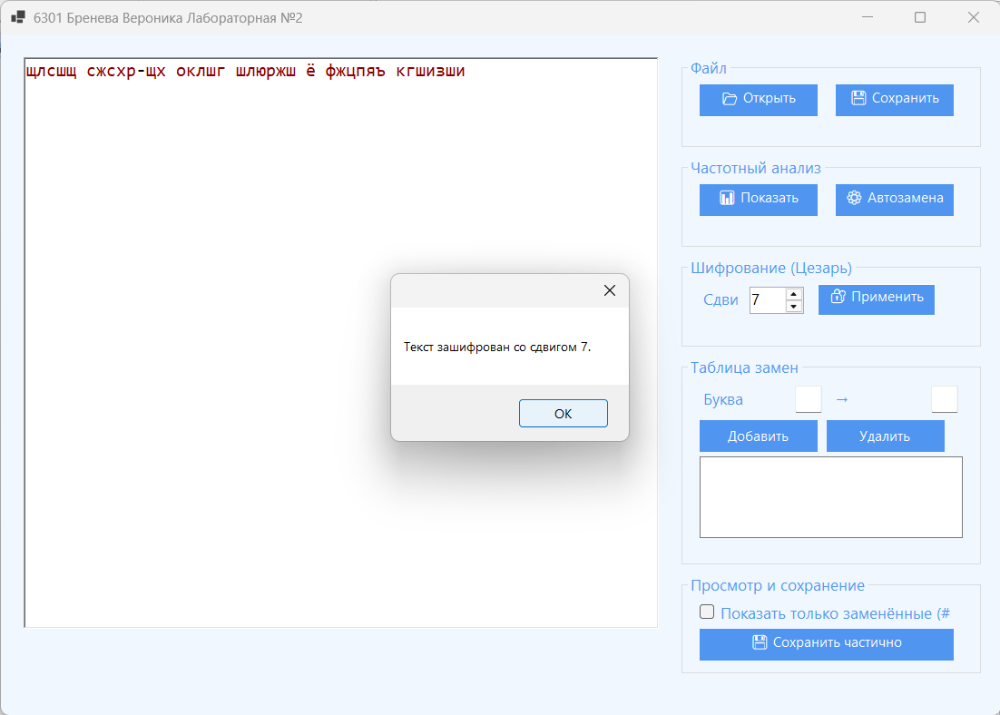 6301 Бренева Вероника Лабораторная №2
щлсшщ сжсхр-щх оклшг шлюржш ё фжцпяъ кгшизши
Файл
Открыть Сохранить
Частотный анализ
Показать Автозамена
Шифрование (Цезарь)
Сдви 7 Применить
Текст зашифрован со сдвигом 7.
OK
Таблица замен
Буква →
Добавить Удалить
Просмотр и сохранение
Показать только заменённые (#
Сохранить частично